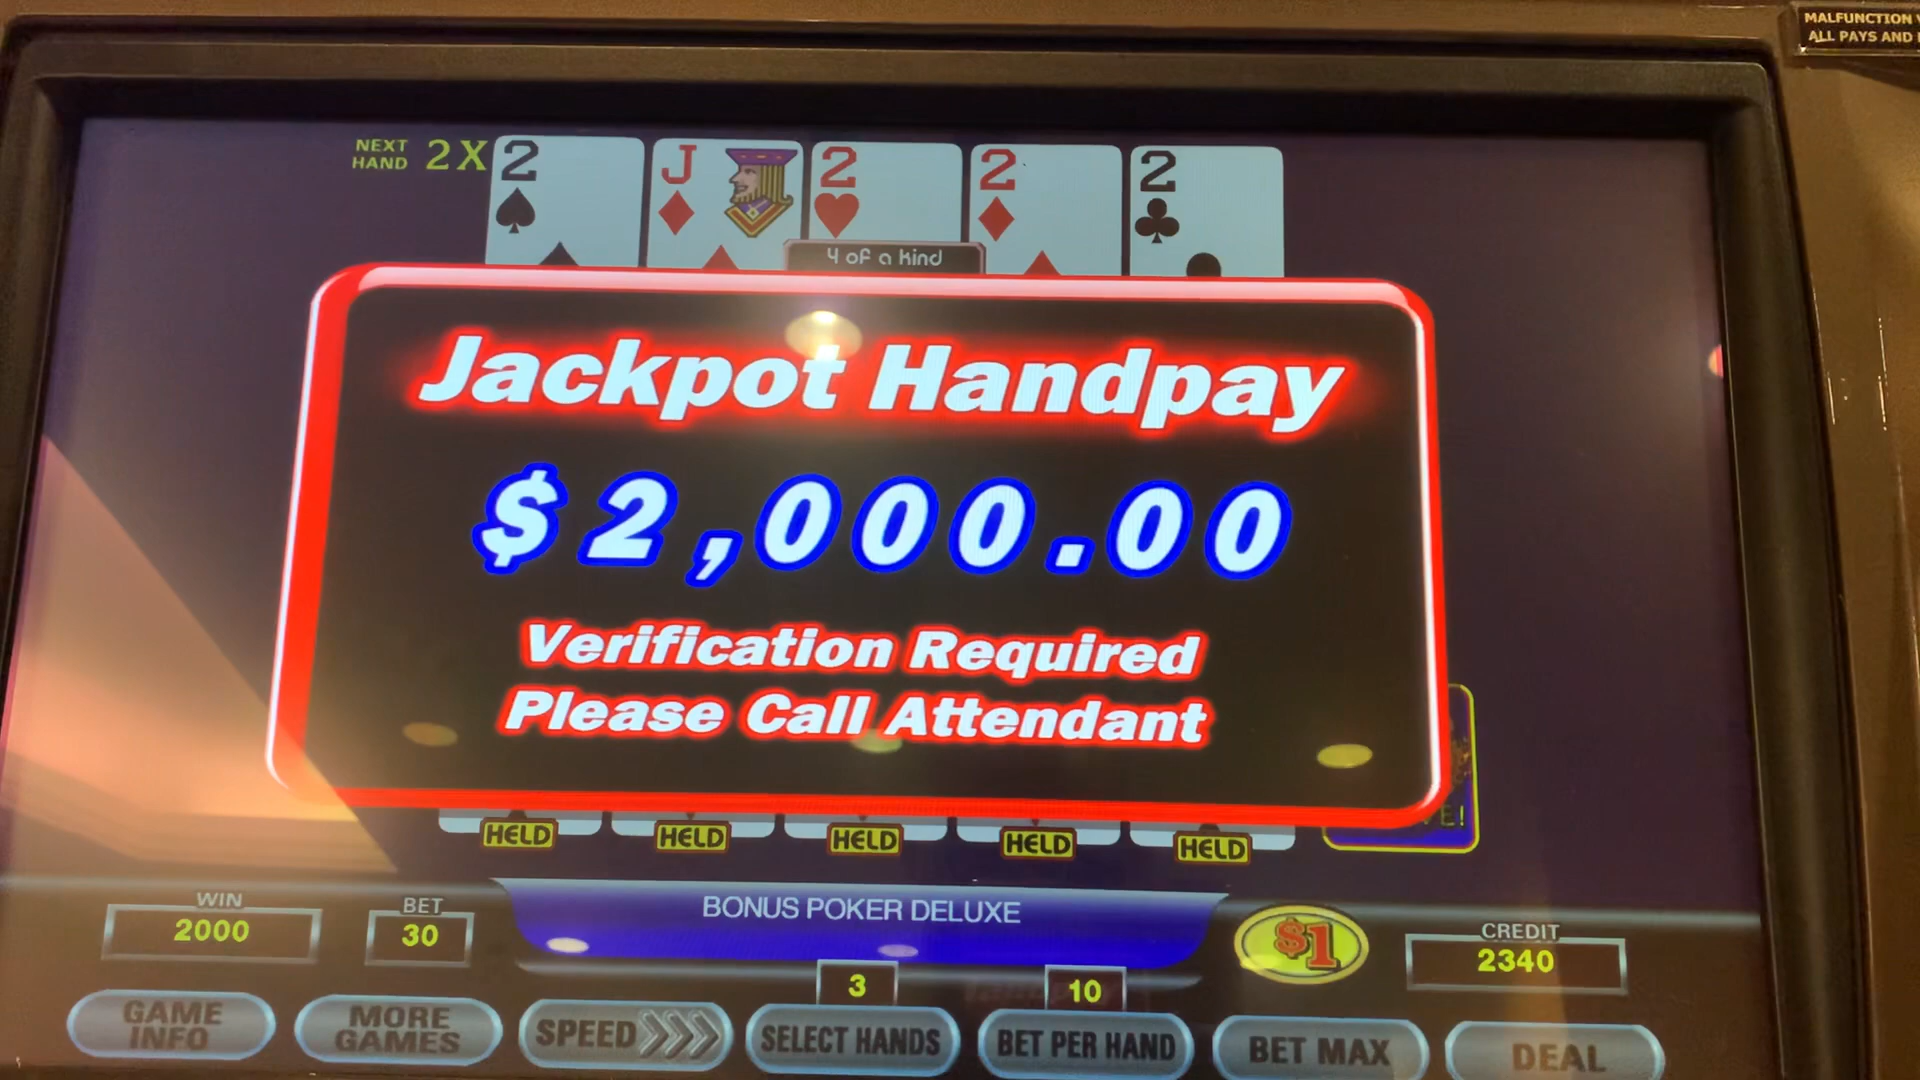 MALFUNCTION
ALL PAYS AND
NEXT
HAND 2X
2 J 2 2 2
4 of a kind
Jackpot Handpay
$2,000.00
Verification Required
Please Call Attendant
HELD HELD HELD HELD HELD
WIN
2000
BET
30
BONUS POKER DELUXE
$1
CREDIT
2340
3
10
GAME
INFO
MORE
GAMES
SPEED
SELECT HANDS
BET PER HAND
BET MAX
DEAL